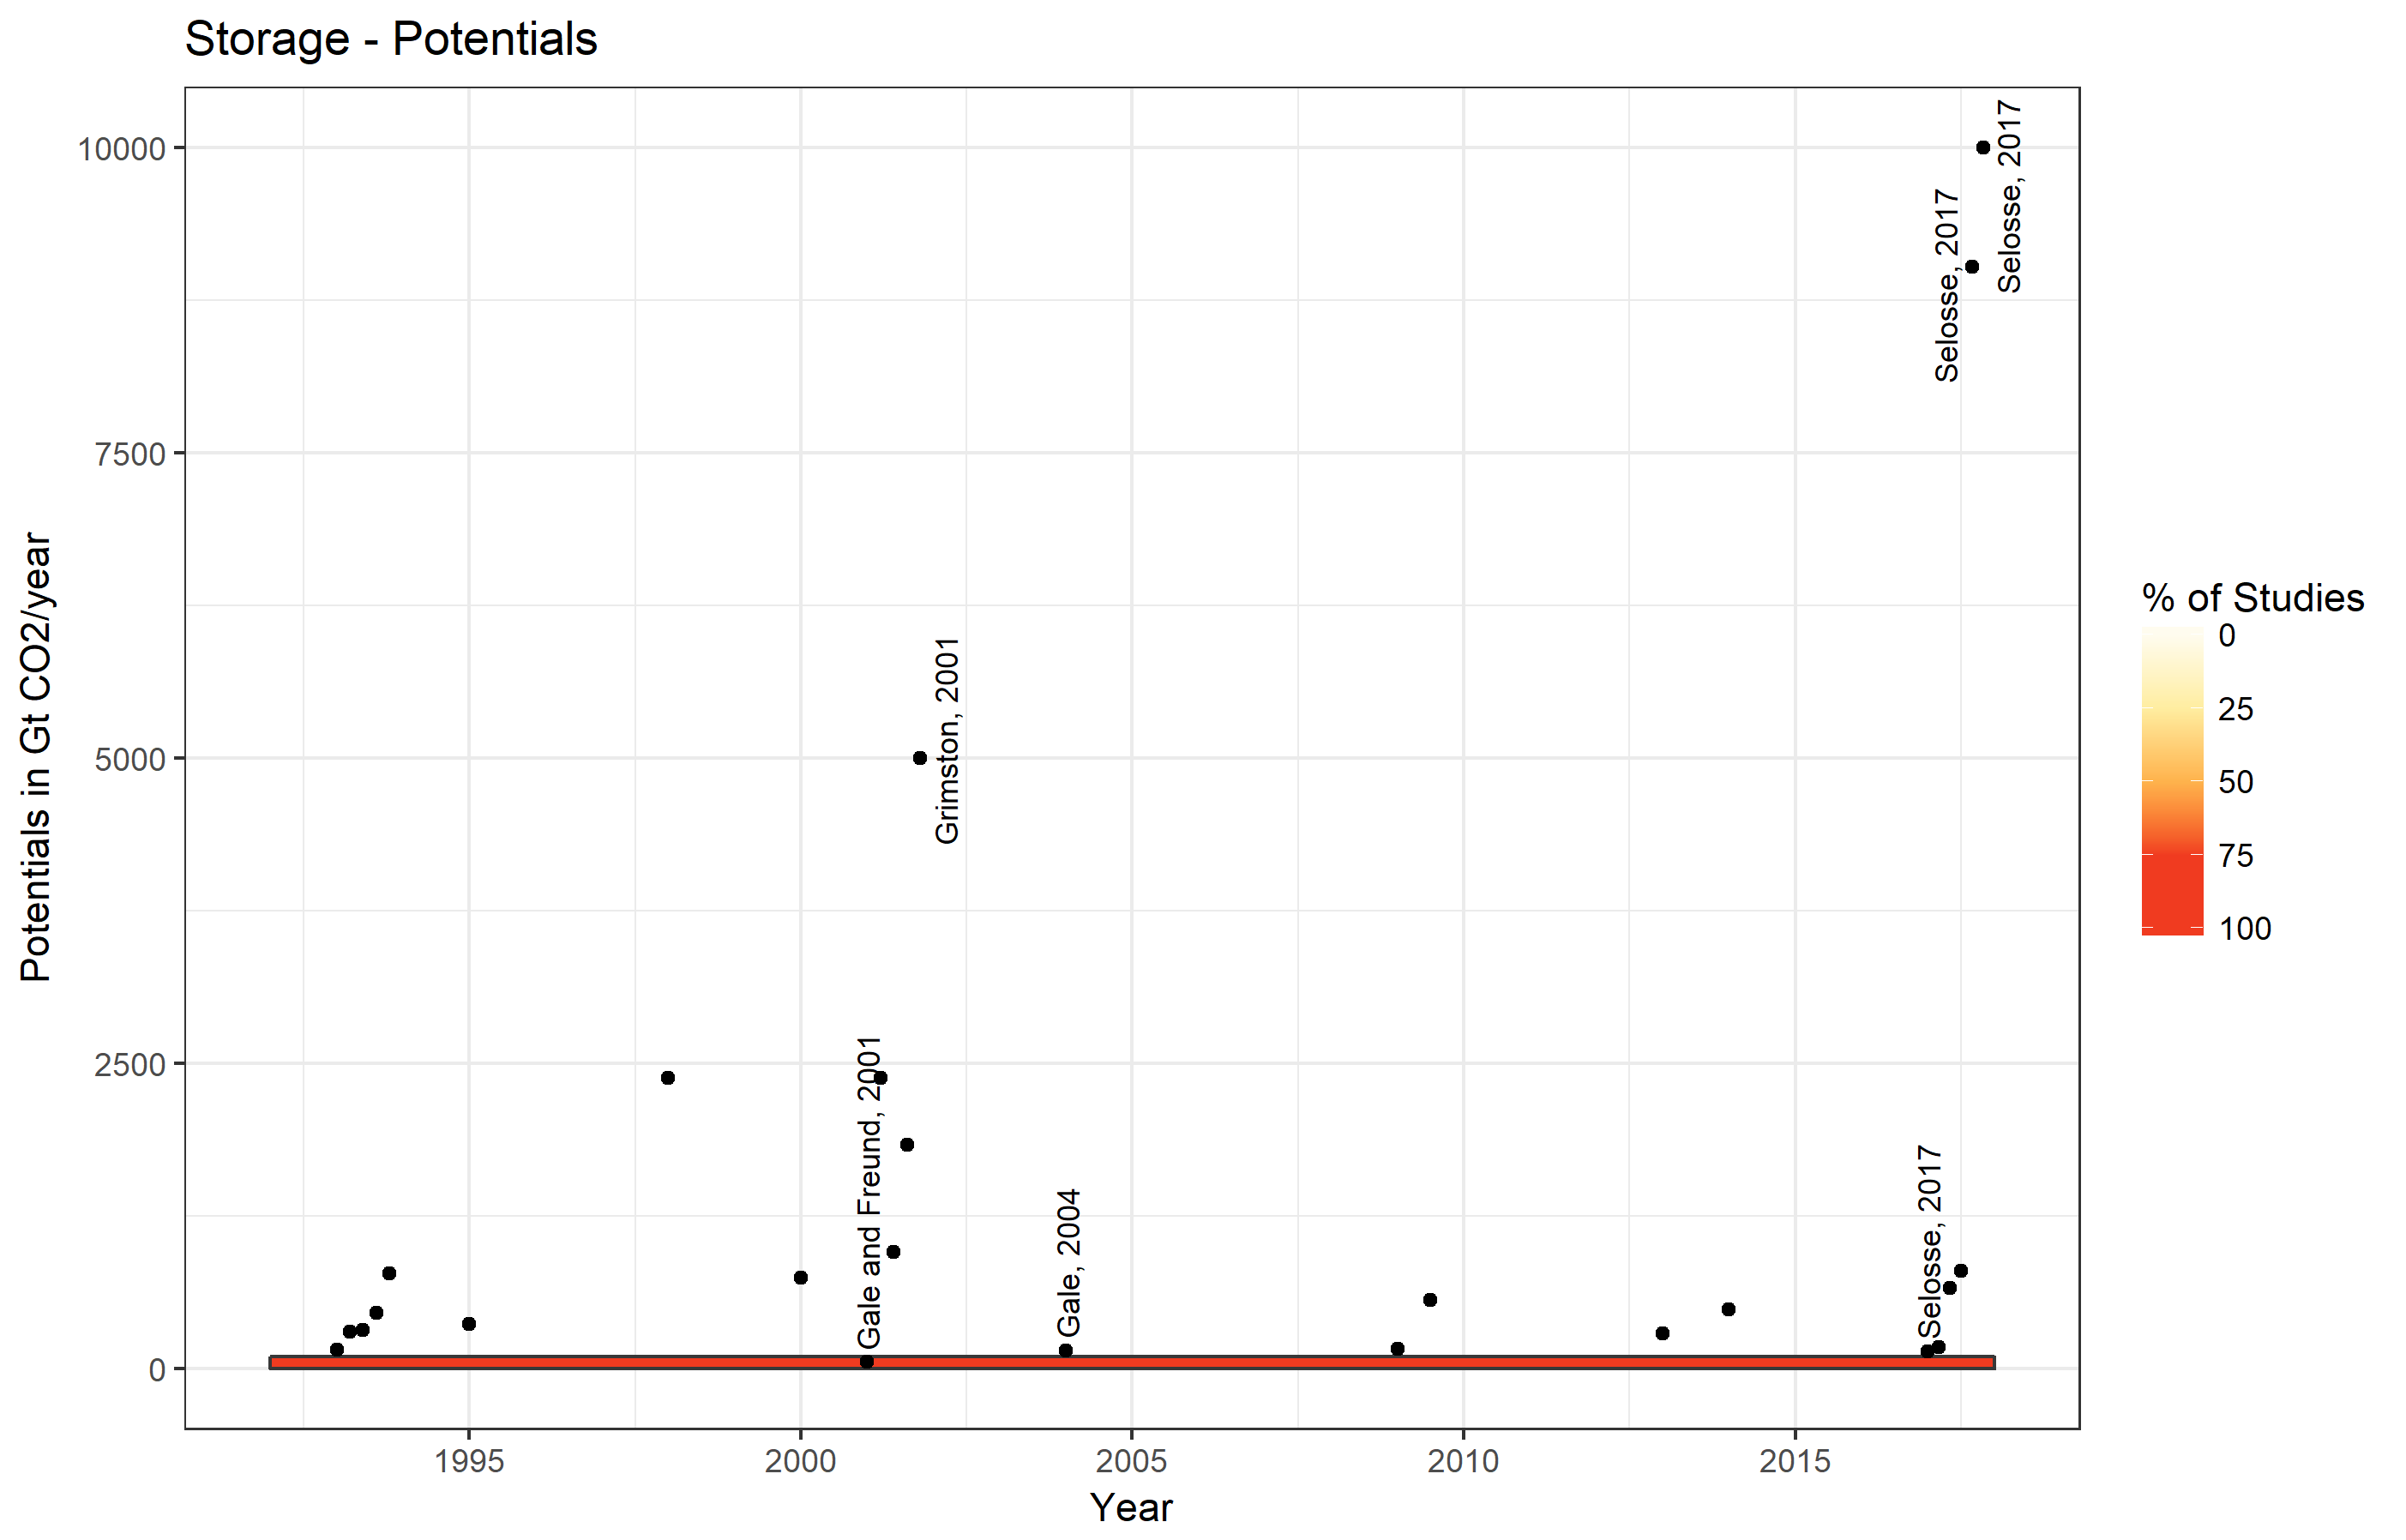 Storage - Potentials
Potentials in Gt CO2/year
10000
7500
5000
2500
0
Selosse, 2017
Selosse, 2017
Grimston, 2001
Gale and Freund, 2001
Gale, 2004
Selosse, 2017
1995
2000
2005
2010
2015
Year
% of Studies
0
25
50
75
100